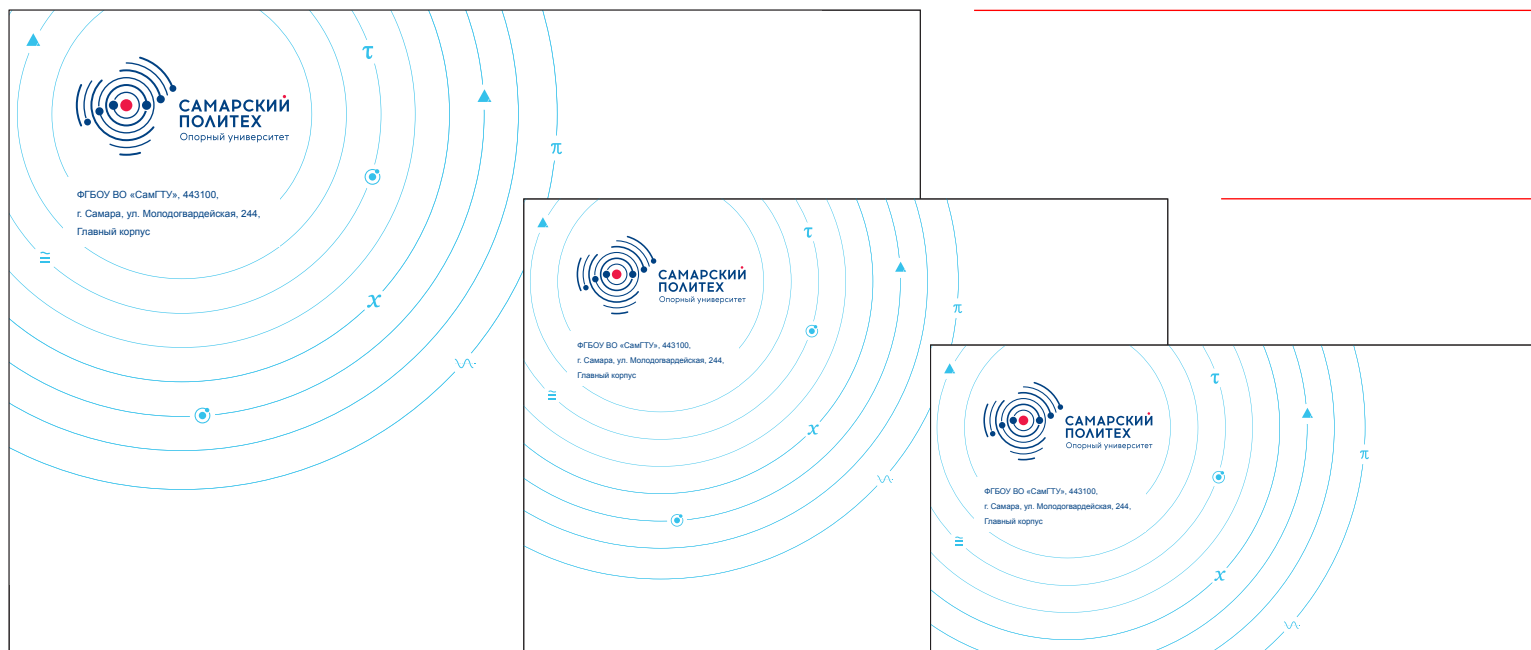 τ
САМАРСКИЙ
ПОЛИТЕХ
Опорный университет
π
ФГБОУ ВО «СамГТУ», 443100,
г. Самара, ул. Молодогвардейская, 244,
Главный корпус
≅
x
τ
САМАРСКИЙ
ПОЛИТЕХ
Опорный университет
π
ФГБОУ ВО «СамГТУ», 443100,
г. Самара, ул. Молодогвардейская, 244,
Главный корпус
≅
x
τ
САМАРСКИЙ
ПОЛИТЕХ
Опорный университет
π
ФГБОУ ВО «СамГТУ», 443100,
г. Самара, ул. Молодогвардейская, 244,
Главный корпус
≅
x